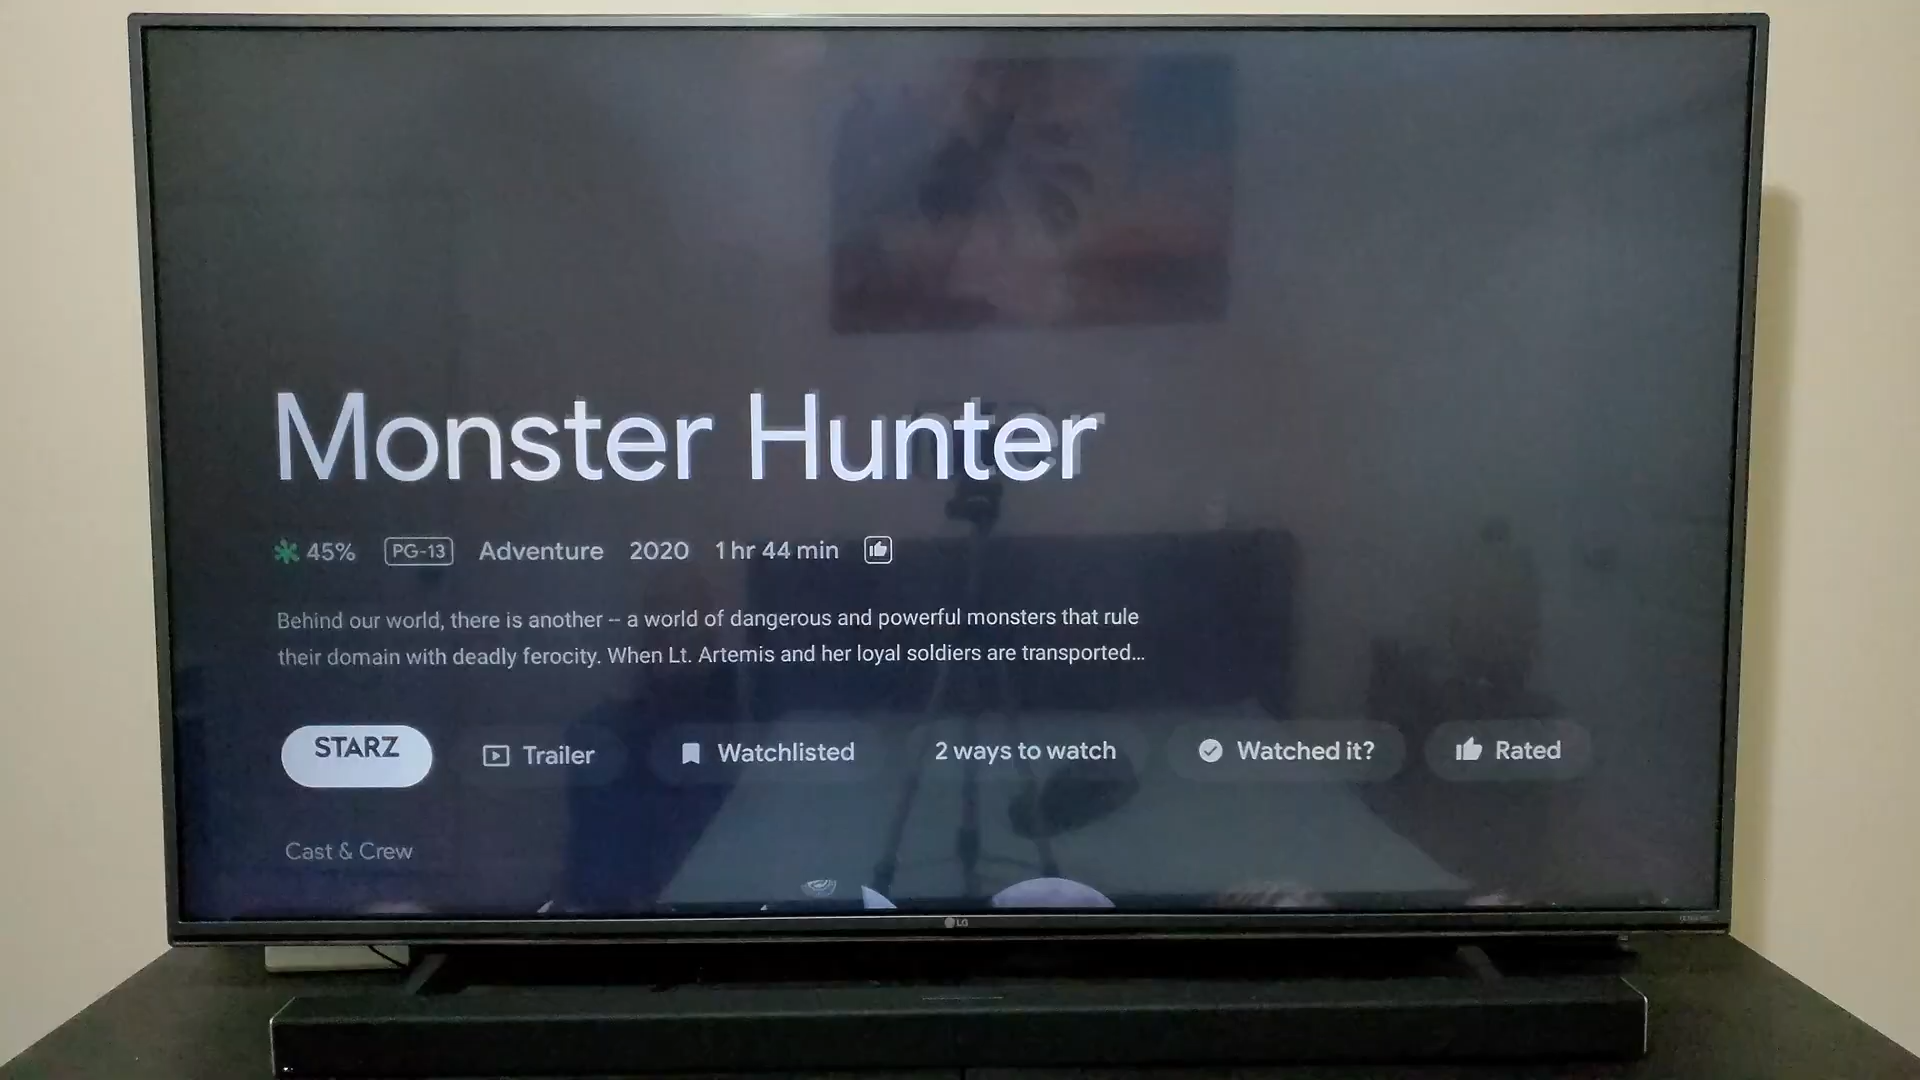 Monster Hunter
45% PG-13 Adventure 2020 1 hr 44 min
Behind our world, there is another -- a world of dangerous and powerful monsters that rule
their domain with deadly ferocity. When Lt. Artemis and her loyal soldiers are transported...
STARZ Trailer Watchlisted 2 ways to watch Watched it? Rated
Cast & Crew
LG